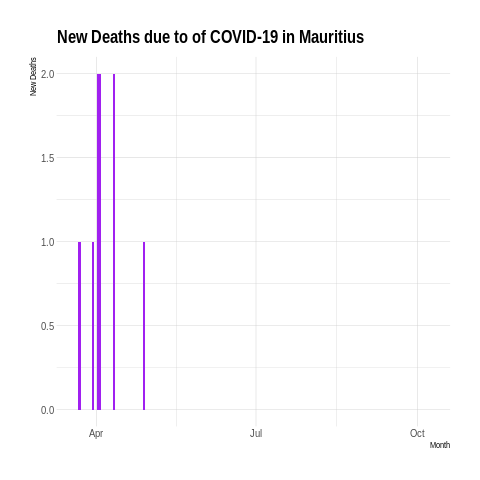 New Deaths due to of COVID-19 in Mauritius
New Deaths
2.0
1.5
1.0
0.5
0.0
Apr Jul Oct
Month